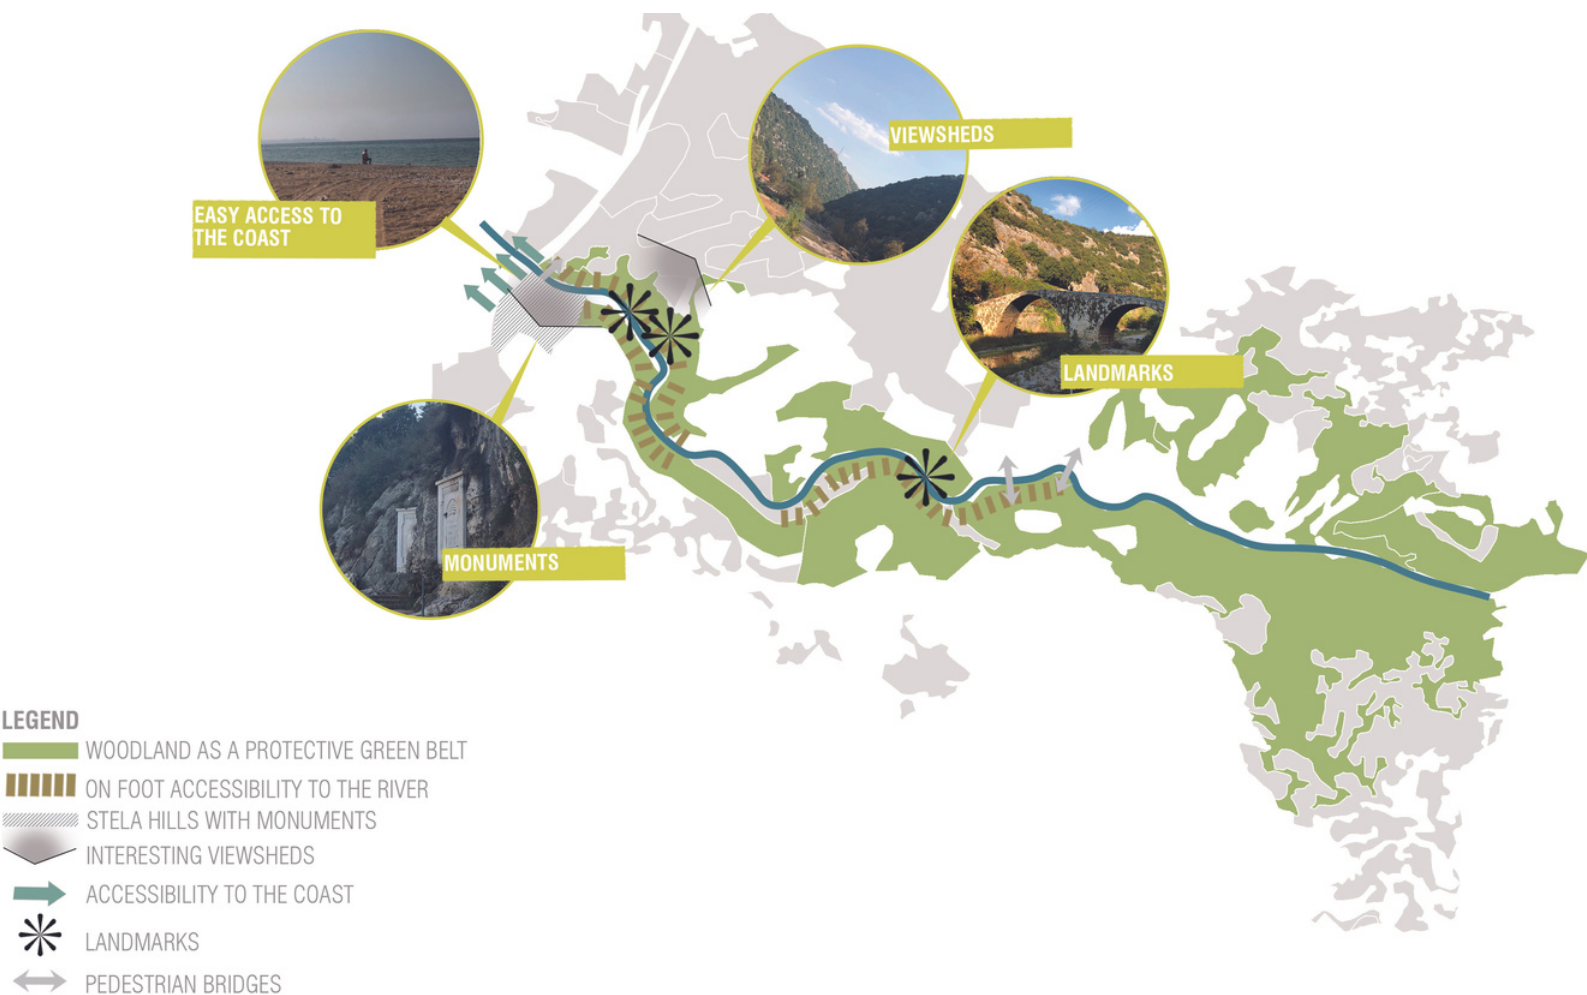 VIEWSHEDS
EASY ACCESS TO
THE COAST
LANDMARKS
MONUMENTS
LEGEND
WOODLAND AS A PROTECTIVE GREEN BELT
ON FOOT ACCESSIBILITY TO THE RIVER
STELA HILLS WITH MONUMENTS
INTERESTING VIEWSHEDS
ACCESSIBILITY TO THE COAST
LANDMARKS
PEDESTRIAN BRIDGES